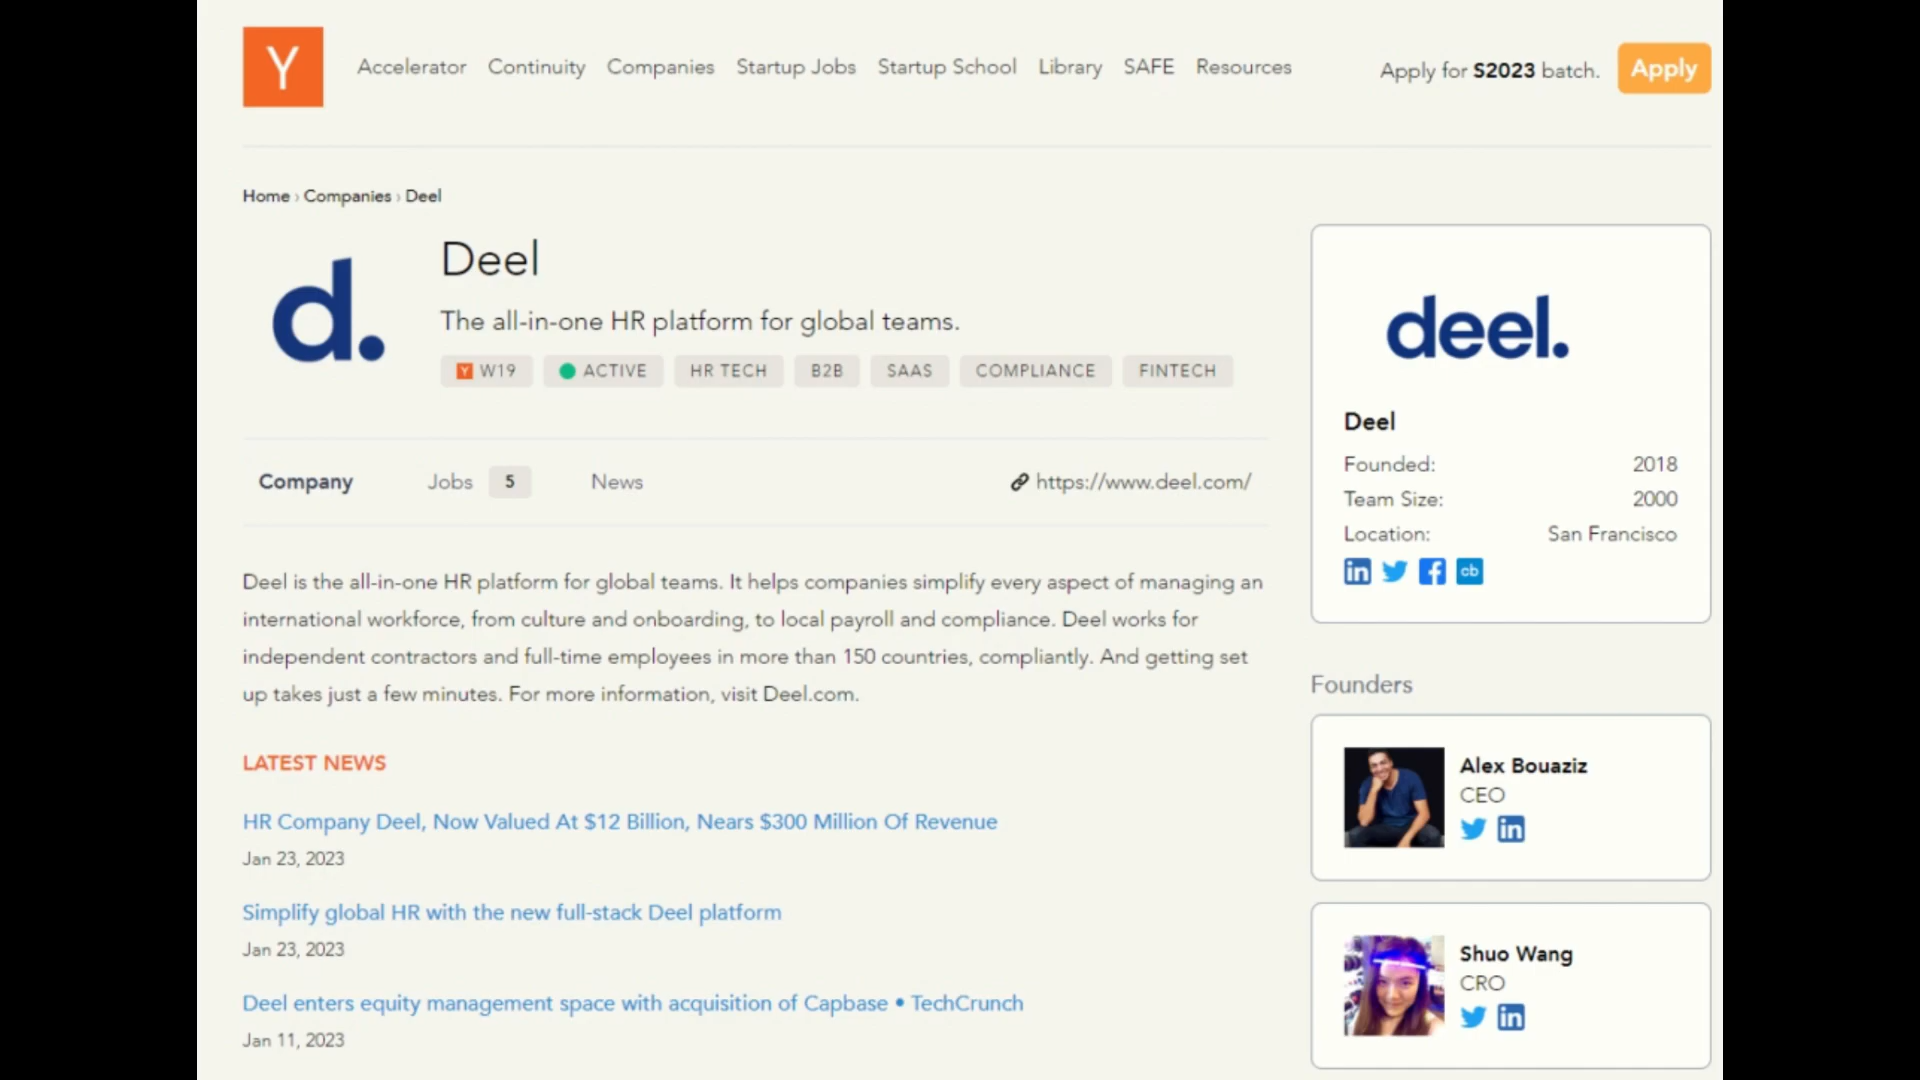 Y
Accelerator Continuity Companies Startup Jobs Startup School Library SAFE Resources
Apply for S2023 batch. Apply
Home › Companies › Deel
d.
Deel
The all-in-one HR platform for global teams.
Y W19 ACTIVE HR TECH B2B SAAS COMPLIANCE FINTECH
Company Jobs 5 News https://www.deel.com/
Deel is the all-in-one HR platform for global teams. It helps companies simplify every aspect of managing an
international workforce, from culture and onboarding, to local payroll and compliance. Deel works for
independent contractors and full-time employees in more than 150 countries, compliantly. And getting set
up takes just a few minutes. For more information, visit Deel.com.
LATEST NEWS
HR Company Deel, Now Valued At $12 Billion, Nears $300 Million Of Revenue
Jan 23, 2023
Simplify global HR with the new full-stack Deel platform
Jan 23, 2023
Deel enters equity management space with acquisition of Capbase • TechCrunch
Jan 11, 2023
deel.
Deel
Founded: 2018
Team Size: 2000
Location: San Francisco
in f cb
Founders
Alex Bouaziz
CEO
in
Shuo Wang
CRO
in